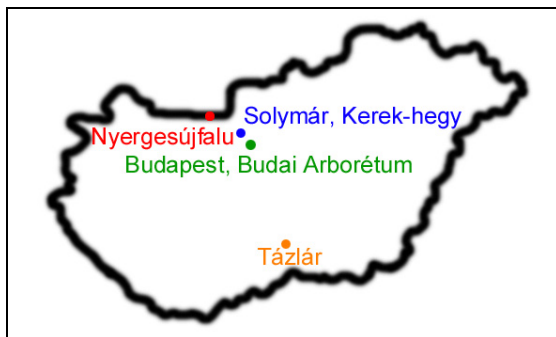 Solymár, Kerek-hegy
Nyergesújfalu
Budapest, Budai Arborétum
Tázlár